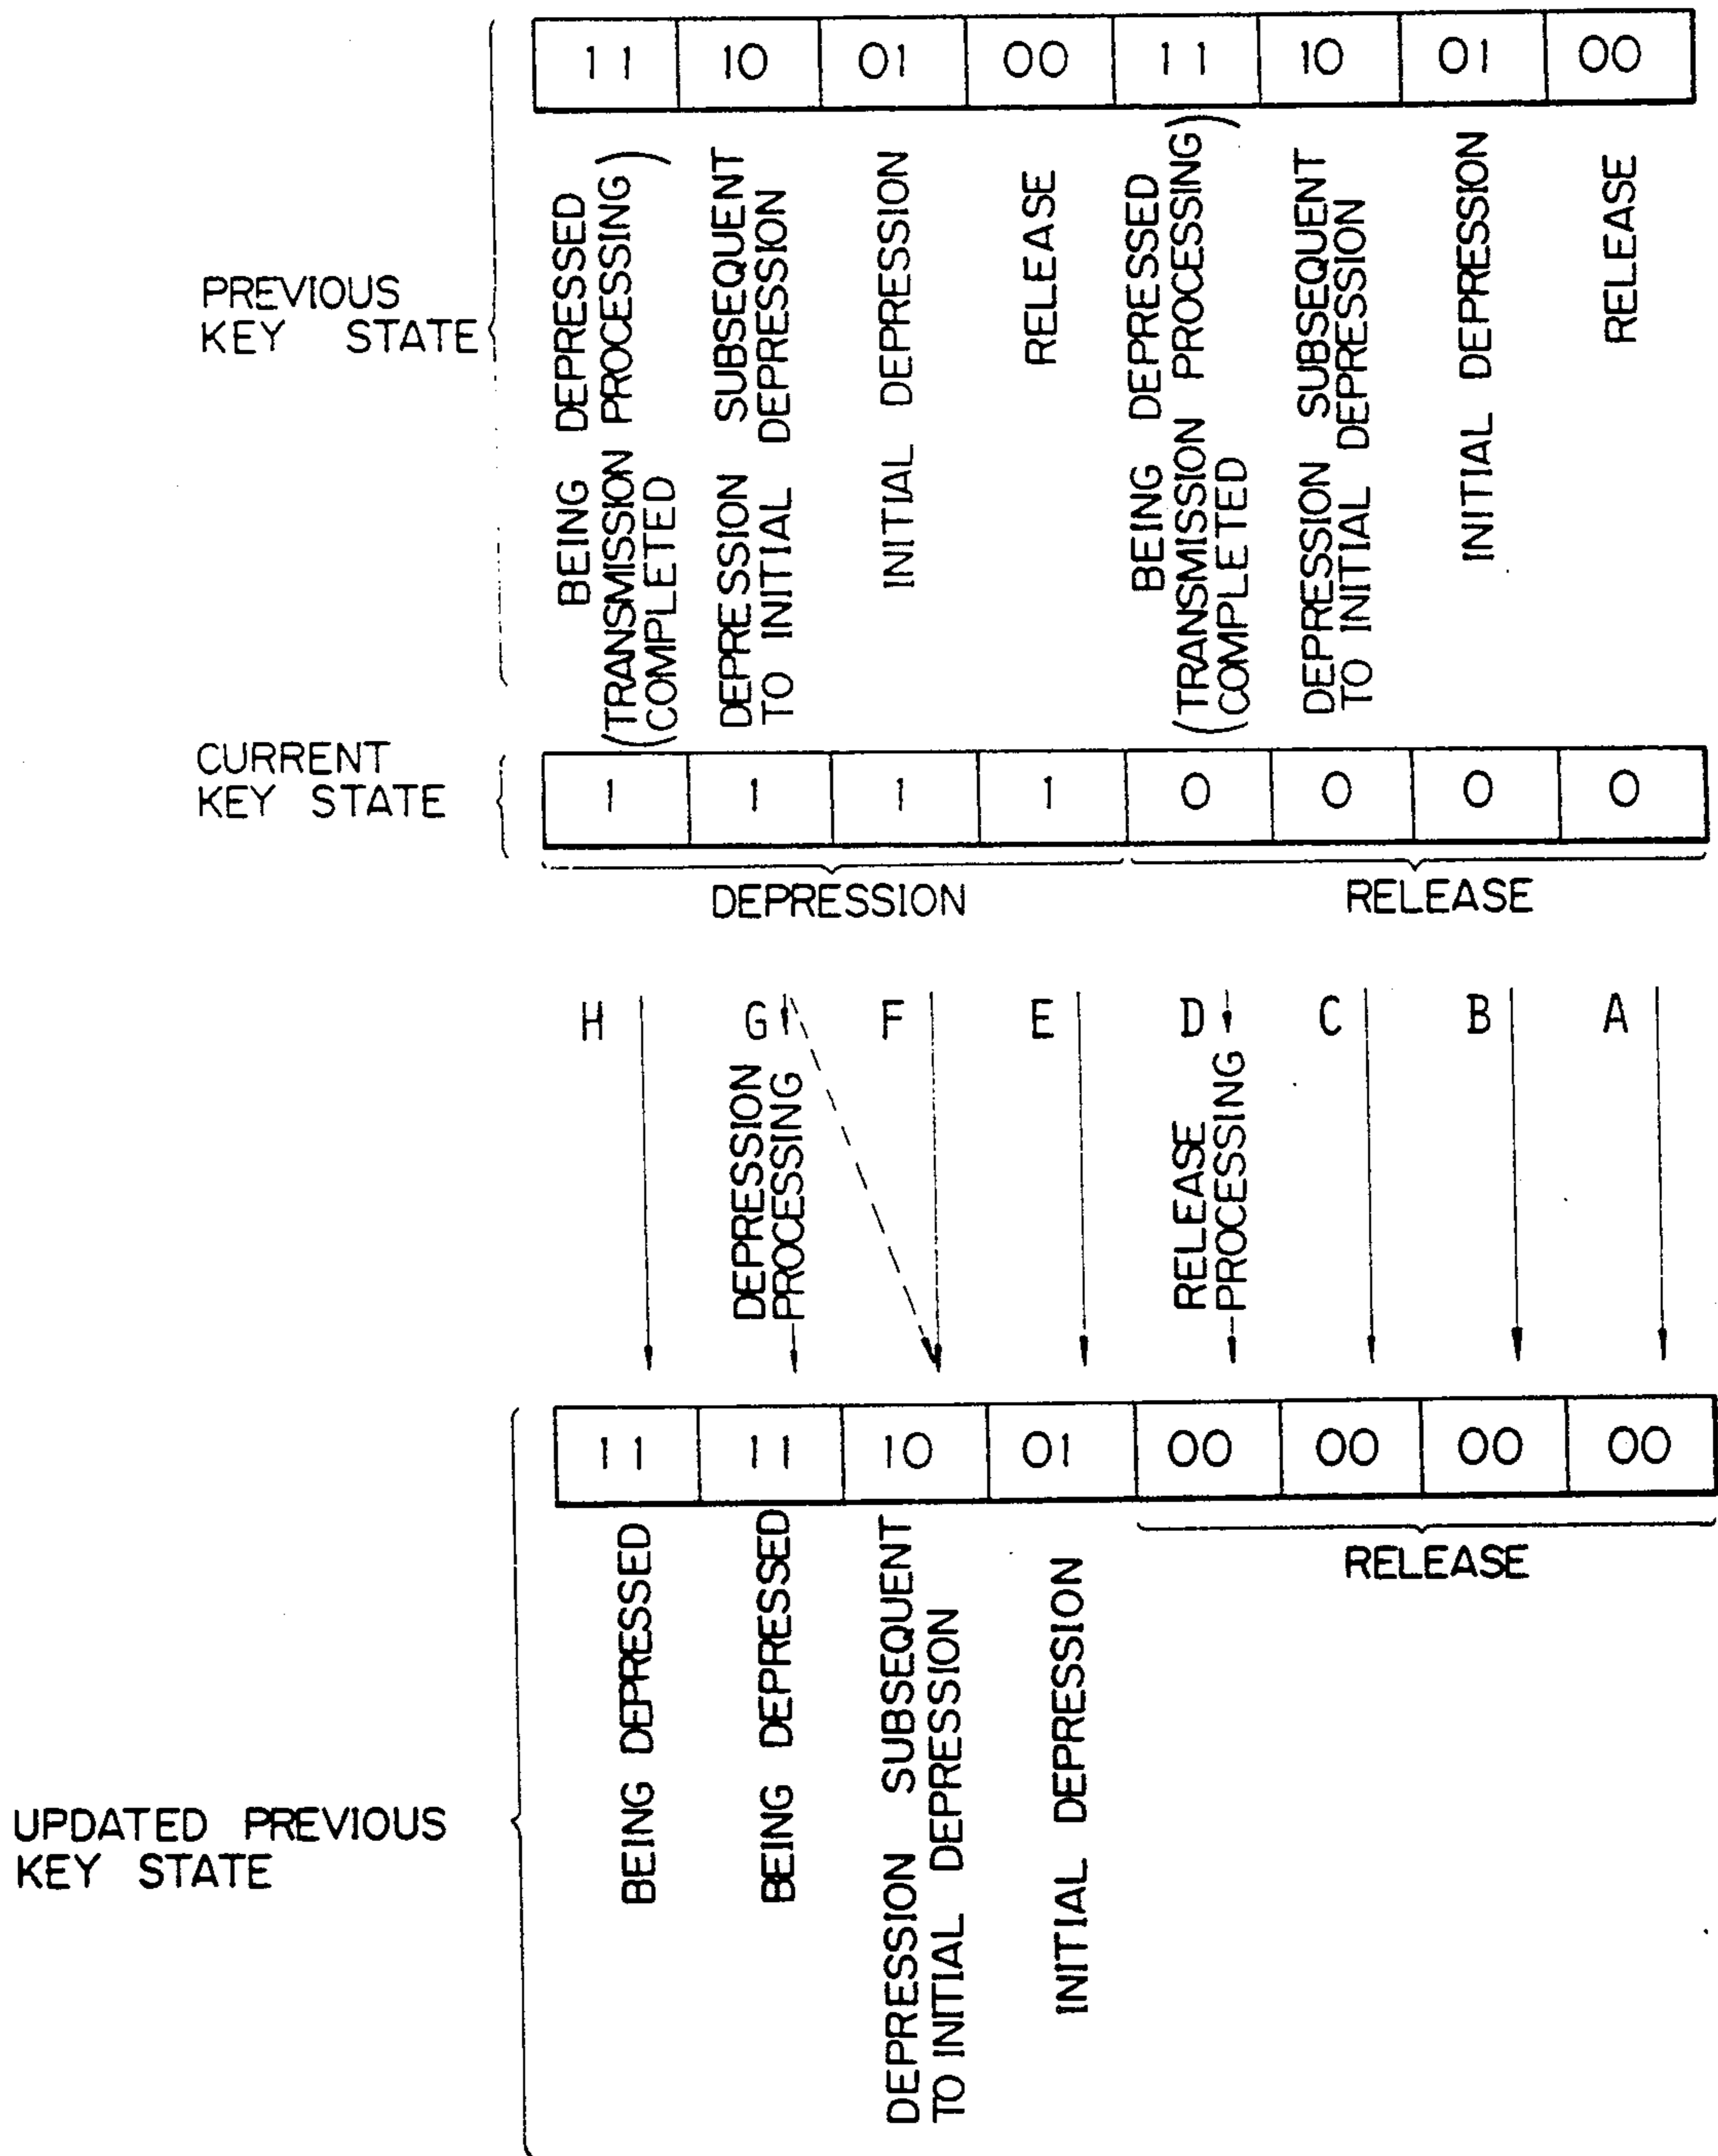 11 10 01 00 11 10 01 00
PREVIOUS
KEY STATE
BEING DEPRESSED
(TRANSMISSION PROCESSING)
(COMPLETED
DEPRESSION SUBSEQUENT
TO INITIAL DEPRESSION
INITIAL DEPRESSION
RELEASE
BEING DEPRESSED
(TRANSMISSION PROCESSING)
(COMPLETED
DEPRESSION SUBSEQUENT
TO INITIAL DEPRESSION
INITIAL DEPRESSION
RELEASE
CURRENT
KEY STATE
1 1 1 1 0 0 0 0
DEPRESSION
RELEASE
H G F E D C B A
DEPRESSION
PROCESSING
RELEASE
PROCESSING
11 11 10 01 00 00 00 00
UPDATED PREVIOUS
KEY STATE
BEING DEPRESSED
BEING DEPRESSED
DEPRESSION SUBSEQUENT
TO INITIAL DEPRESSION
INITIAL DEPRESSION
RELEASE